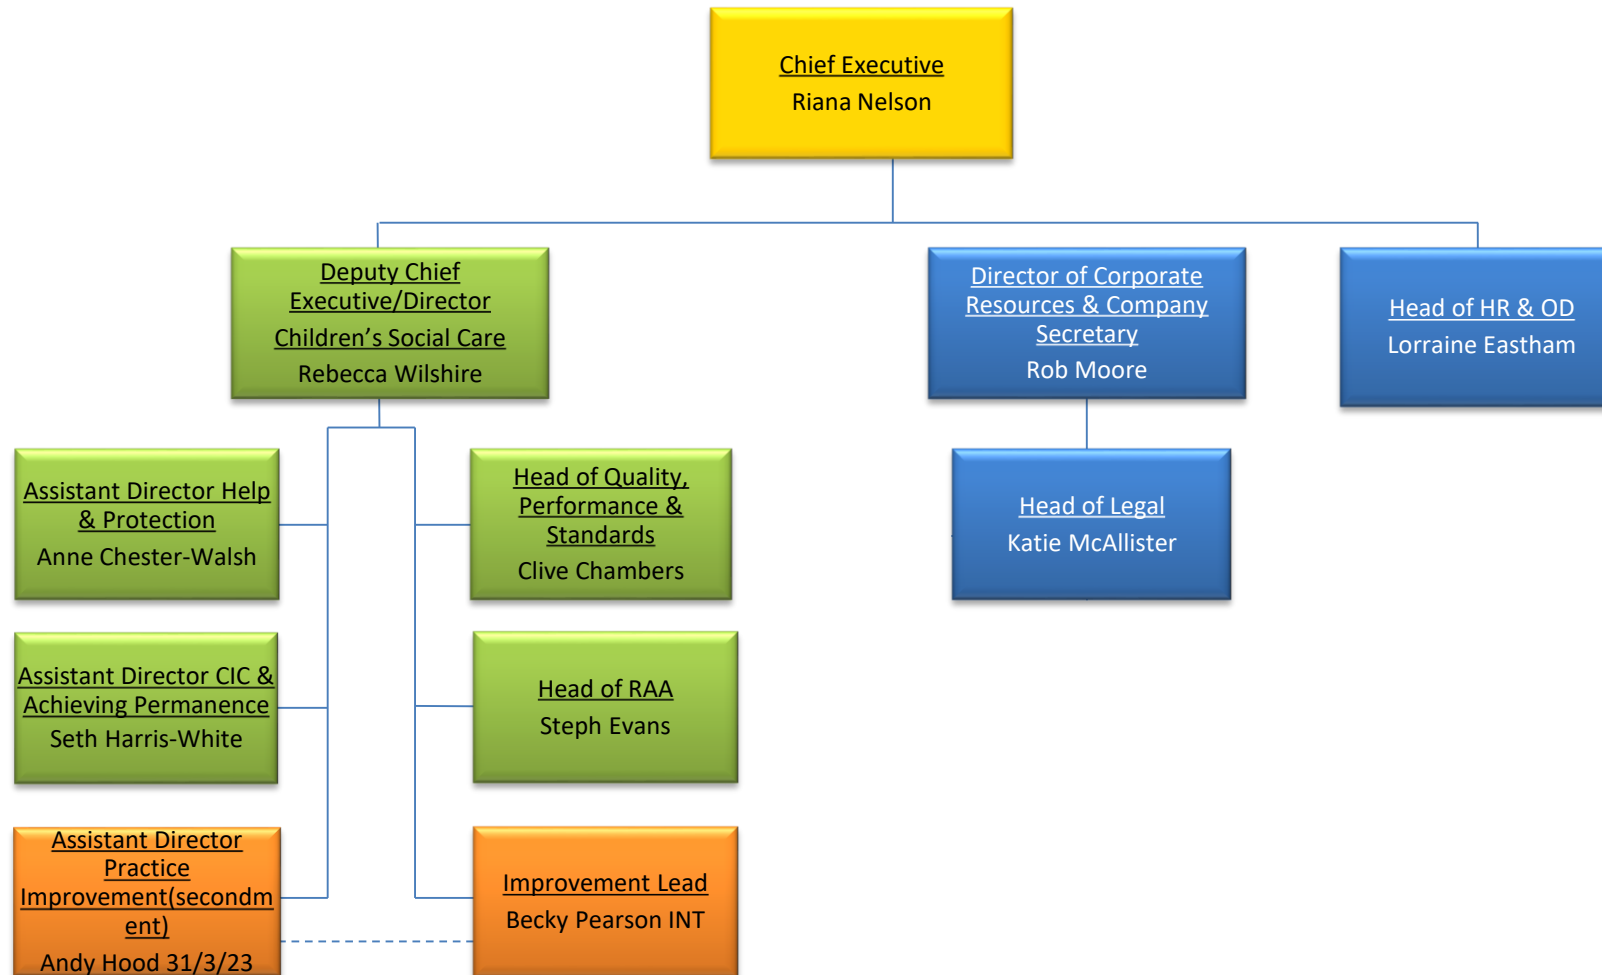 Chief Executive
Riana Nelson
Deputy Chief
Executive/Director
Children’s Social Care
Rebecca Wilshire
Director of Corporate
Resources & Company
Secretary
Rob Moore
Head of HR & OD
Lorraine Eastham
Assistant Director Help
& Protection
Anne Chester-Walsh
Head of Quality,
Performance &
Standards
Clive Chambers
Head of Legal
Katie McAllister
Assistant Director CIC &
Achieving Permanence
Seth Harris-White
Head of RAA
Steph Evans
Assistant Director
Practice
Improvement(secondm
ent)
Andy Hood 31/3/23
Improvement Lead
Becky Pearson INT